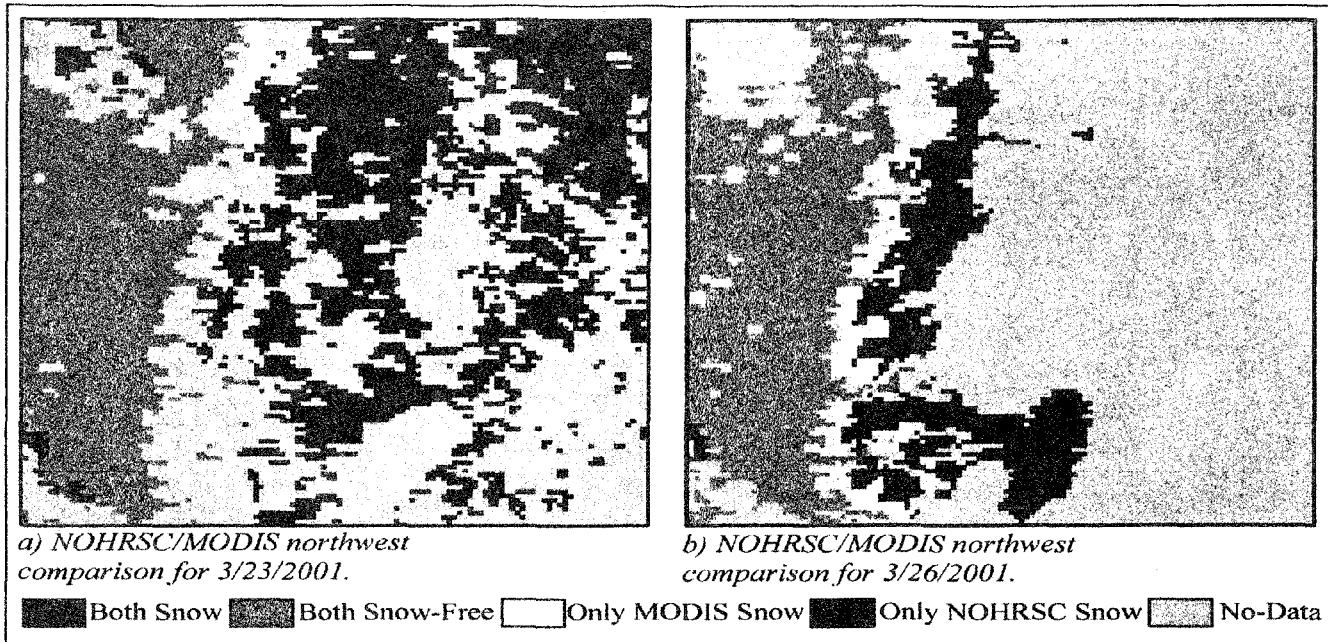 a) NOHRSC/MODIS northwest
comparison for 3/23/2001.
b) NOHRSC/MODIS northwest
comparison for 3/26/2001.
Both Snow Both Snow-Free Only MODIS Snow Only NOHRSC Snow No-Data